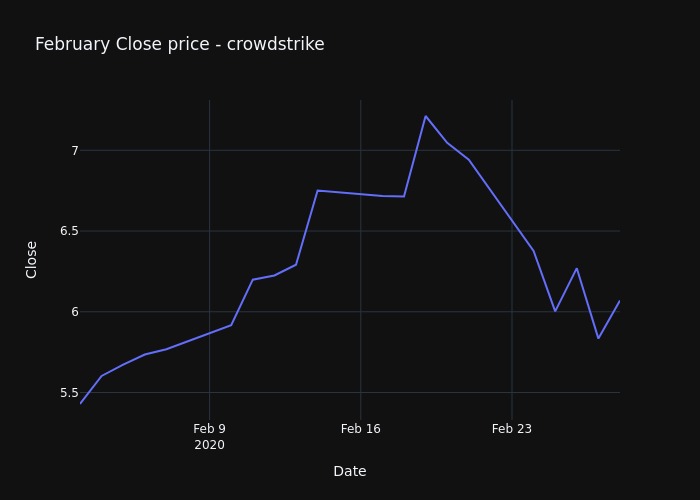 February Close price - crowdstrike
Close
7
6.5
6
5.5
Feb 9
2020
Feb 16
Feb 23
Date